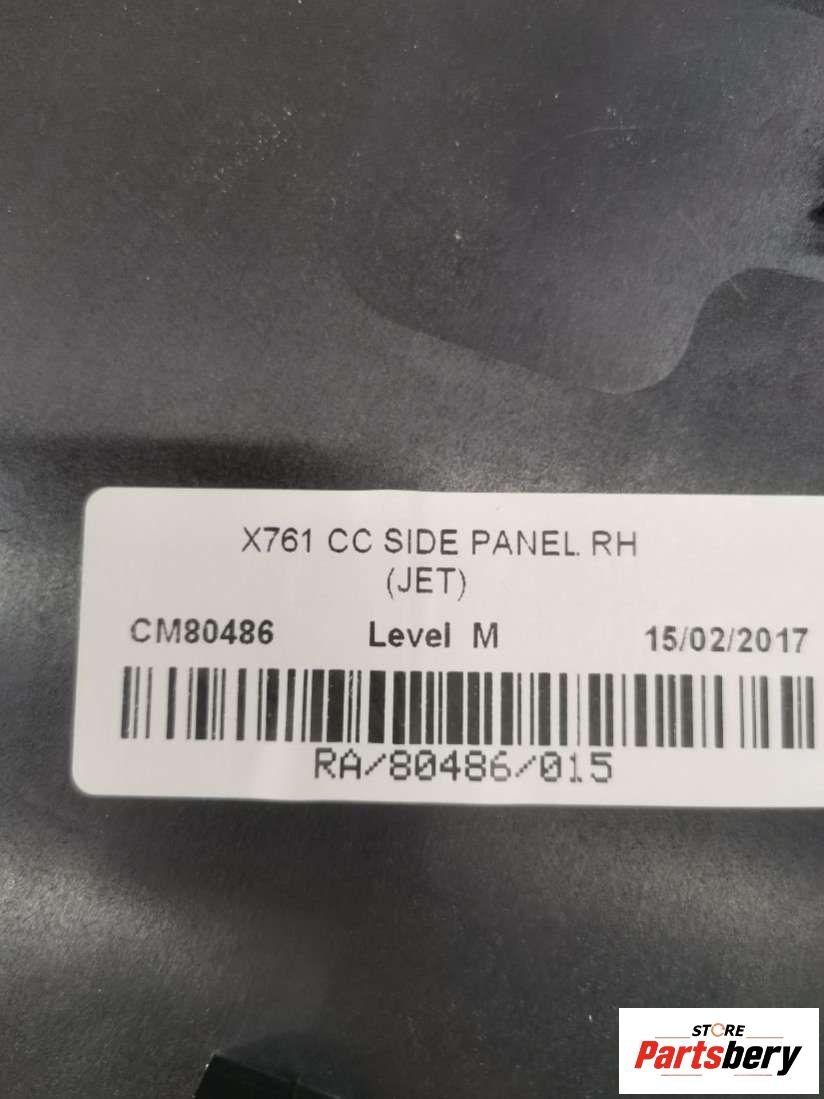 X761 CC SIDE PANEL RH
(JET)
CM80486 Level M 15/02/2017
RA/80486/015
STORE
Partsbery